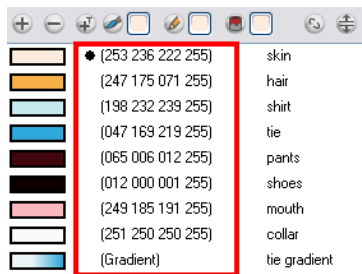 (253 236 222 255) skin
(247 175 071 255) hair
(198 232 239 255) shirt
(047 169 219 255) tie
(065 006 012 255) pants
(012 000 001 255) shoes
(249 185 191 255) mouth
(251 250 250 255) collar
(Gradient) tie gradient